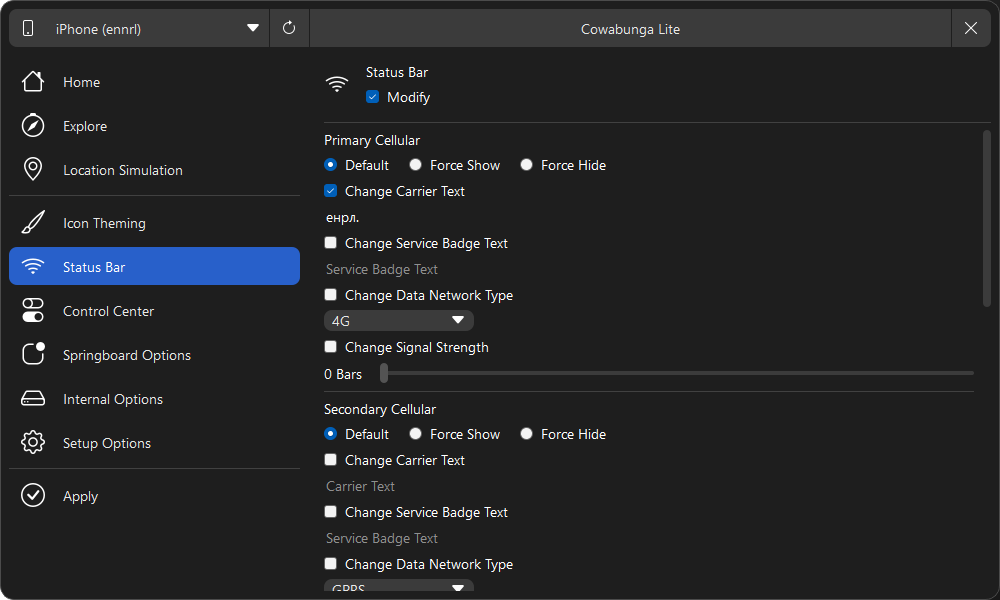 iPhone (ennrl)
Cowabunga Lite
Home
Explore
Location Simulation
Icon Theming
Status Bar
Control Center
Springboard Options
Internal Options
Setup Options
Apply
Status Bar
Modify
Primary Cellular
Default Force Show Force Hide
Change Carrier Text
енрл.
Change Service Badge Text
Service Badge Text
Change Data Network Type
4G
Change Signal Strength
0 Bars
Secondary Cellular
Default Force Show Force Hide
Change Carrier Text
Carrier Text
Change Service Badge Text
Service Badge Text
Change Data Network Type
GPRS